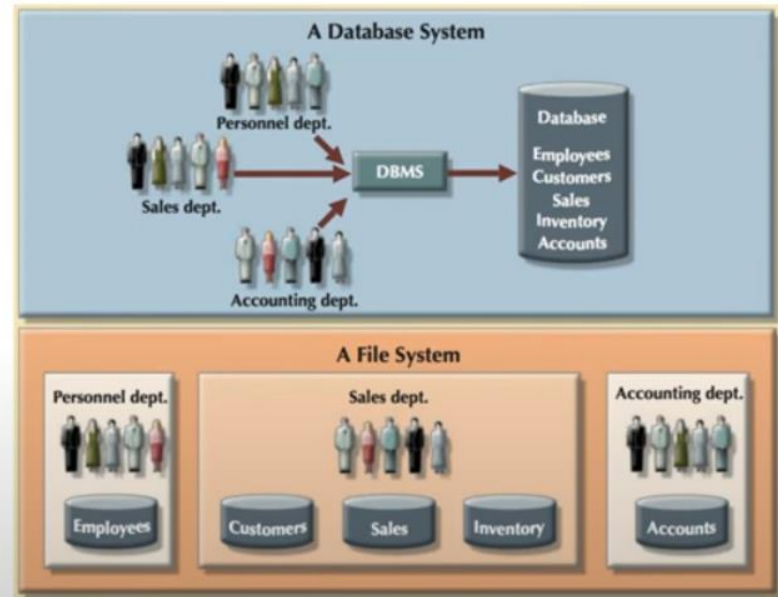 A Database System
Personnel dept.
Sales dept.
Accounting dept.
DBMS
Database
Employees
Customers
Sales
Inventory
Accounts
A File System
Personnel dept.
Employees
Sales dept.
Customers
Sales
Inventory
Accounting dept.
Accounts